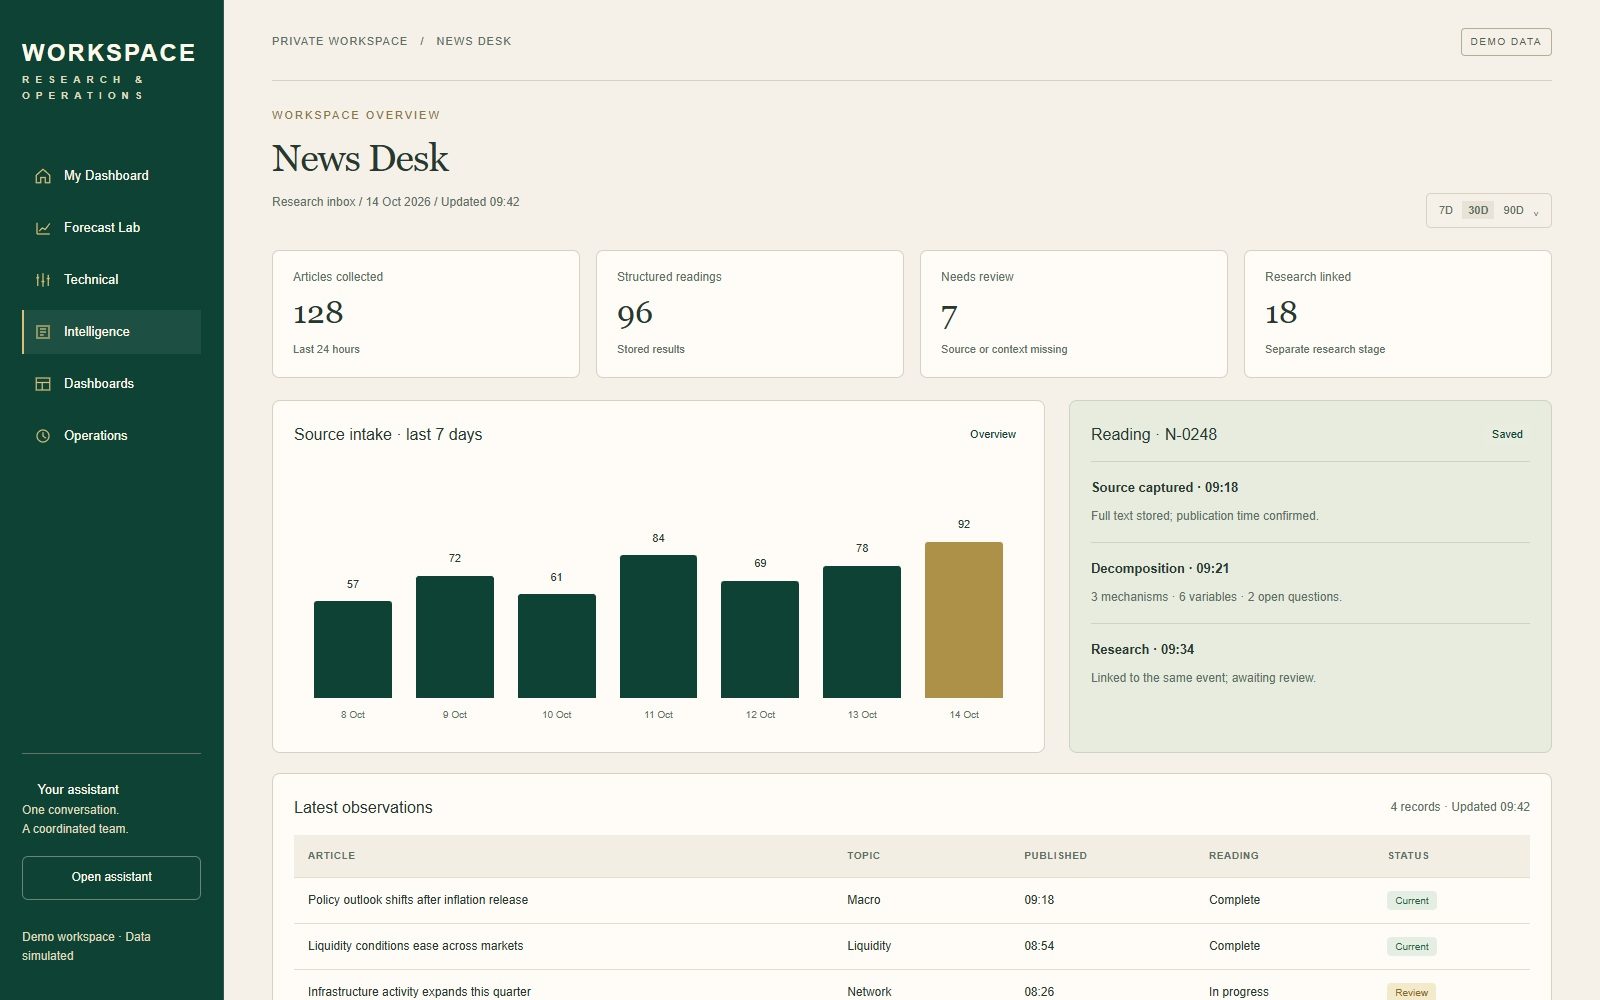 WORKSPACE
RESEARCH &
OPERATIONS
My Dashboard
Forecast Lab
Technical
Intelligence
Dashboards
Operations
Your assistant
One conversation.
A coordinated team.
Open assistant
Demo workspace · Data
simulated
PRIVATE WORKSPACE / NEWS DESK
DEMO DATA
WORKSPACE OVERVIEW
News Desk
Research inbox / 14 Oct 2026 / Updated 09:42
7D 30D 90D v
Articles collected
128
Last 24 hours
Structured readings
96
Stored results
Needs review
7
Source or context missing
Research linked
18
Separate research stage
Source intake · last 7 days
Overview
57
72
61
84
69
78
92
8 Oct
9 Oct
10 Oct
11 Oct
12 Oct
13 Oct
14 Oct
Reading · N-0248
Saved
Source captured · 09:18
Full text stored; publication time confirmed.
Decomposition · 09:21
3 mechanisms · 6 variables · 2 open questions.
Research · 09:34
Linked to the same event; awaiting review.
Latest observations
4 records · Updated 09:42
ARTICLE TOPIC PUBLISHED READING STATUS
Policy outlook shifts after inflation release Macro 09:18 Complete Current
Liquidity conditions ease across markets Liquidity 08:54 Complete Current
Infrastructure activity expands this quarter Network 08:26 In progress Review